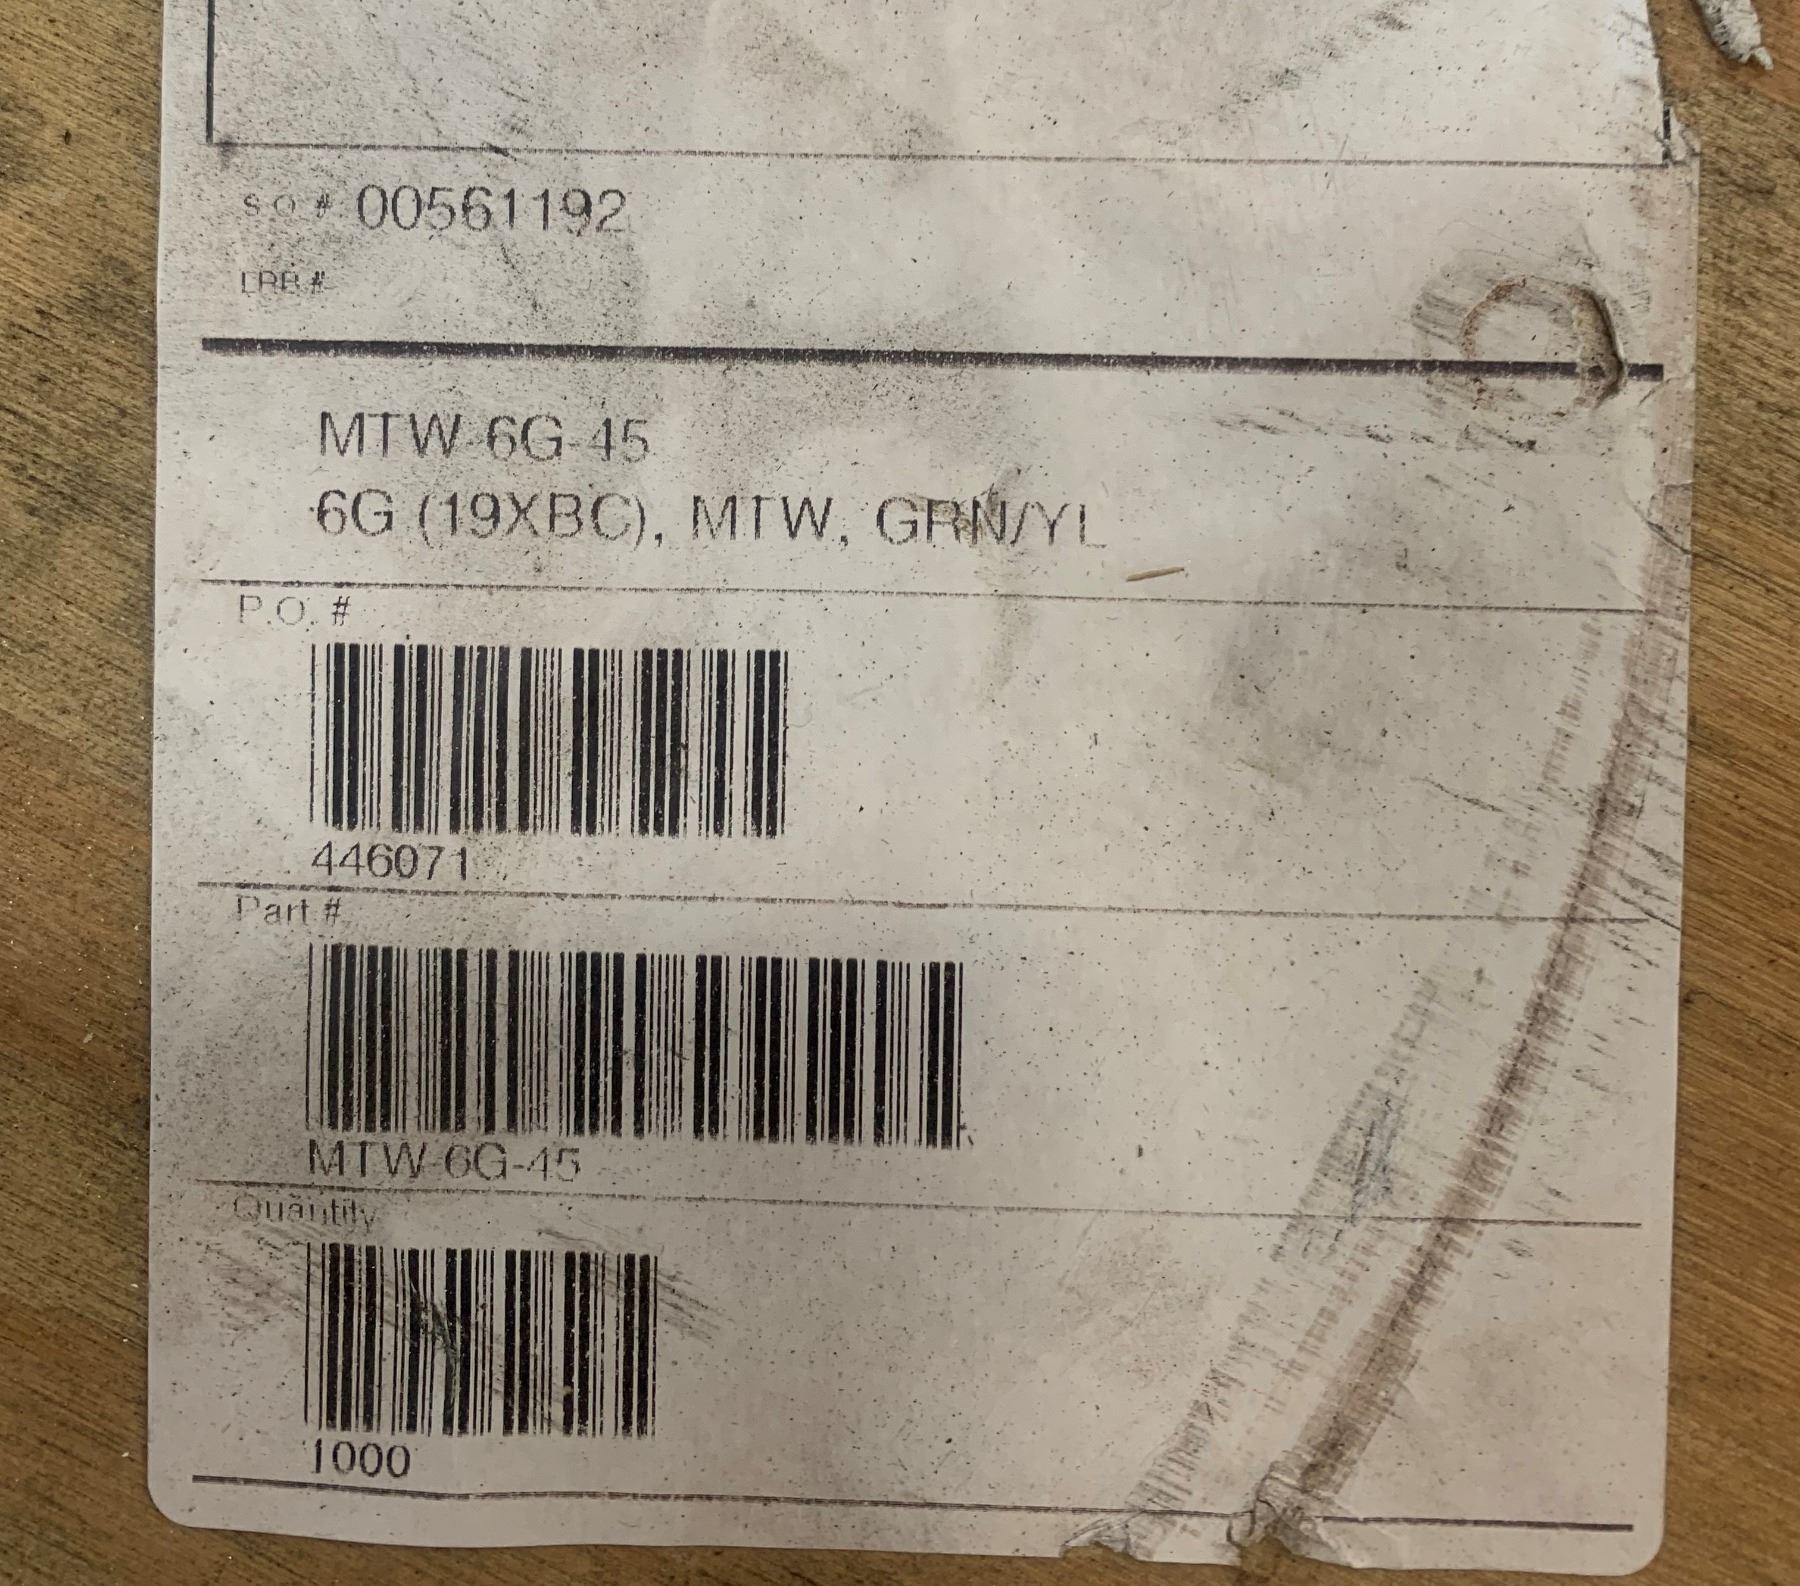 S O # 00561192
LRB #
MTW-6G-45
6G (19XBC), MTW, GRN/YL
P.O. #
446071
Part #
MTW-6G-45
Quantity
1000